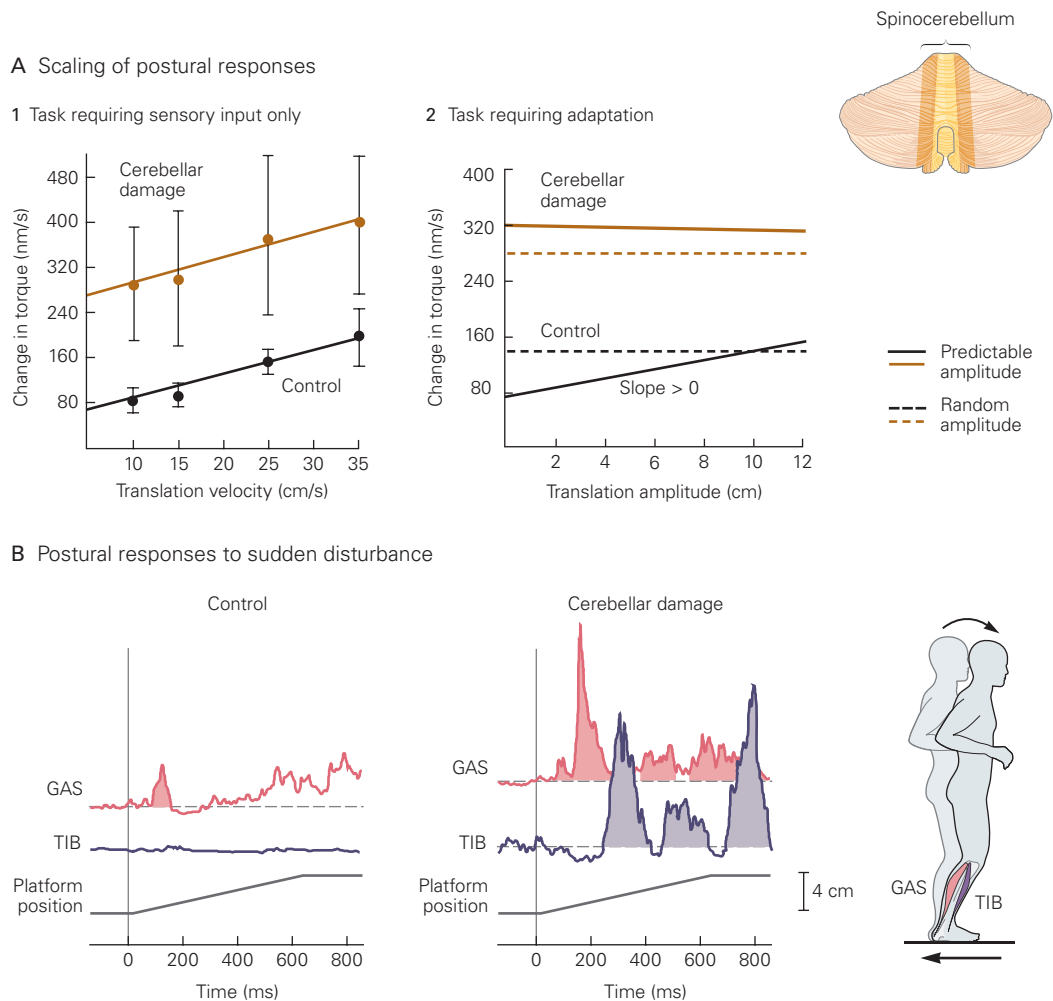 Spinocerebellum
A Scaling of postural responses
1 Task requiring sensory input only
2 Task requiring adaptation
Cerebellar
damage
480
400
320
240
160
80
Change in torque (nm/s)
Control
10 15 20 25 30 35
Translation velocity (cm/s)
400
320
240
160
80
Change in torque (nm/s)
Cerebellar
damage
Control
Slope > 0
2 4 6 8 10 12
Translation amplitude (cm)
Predictable
amplitude
Random
amplitude
B Postural responses to sudden disturbance
Control
GAS
TIB
Platform
position
0 200 400 600 800
Time (ms)
Cerebellar damage
GAS
TIB
Platform
position
4 cm
0 200 400 600 800
Time (ms)
GAS
TIB